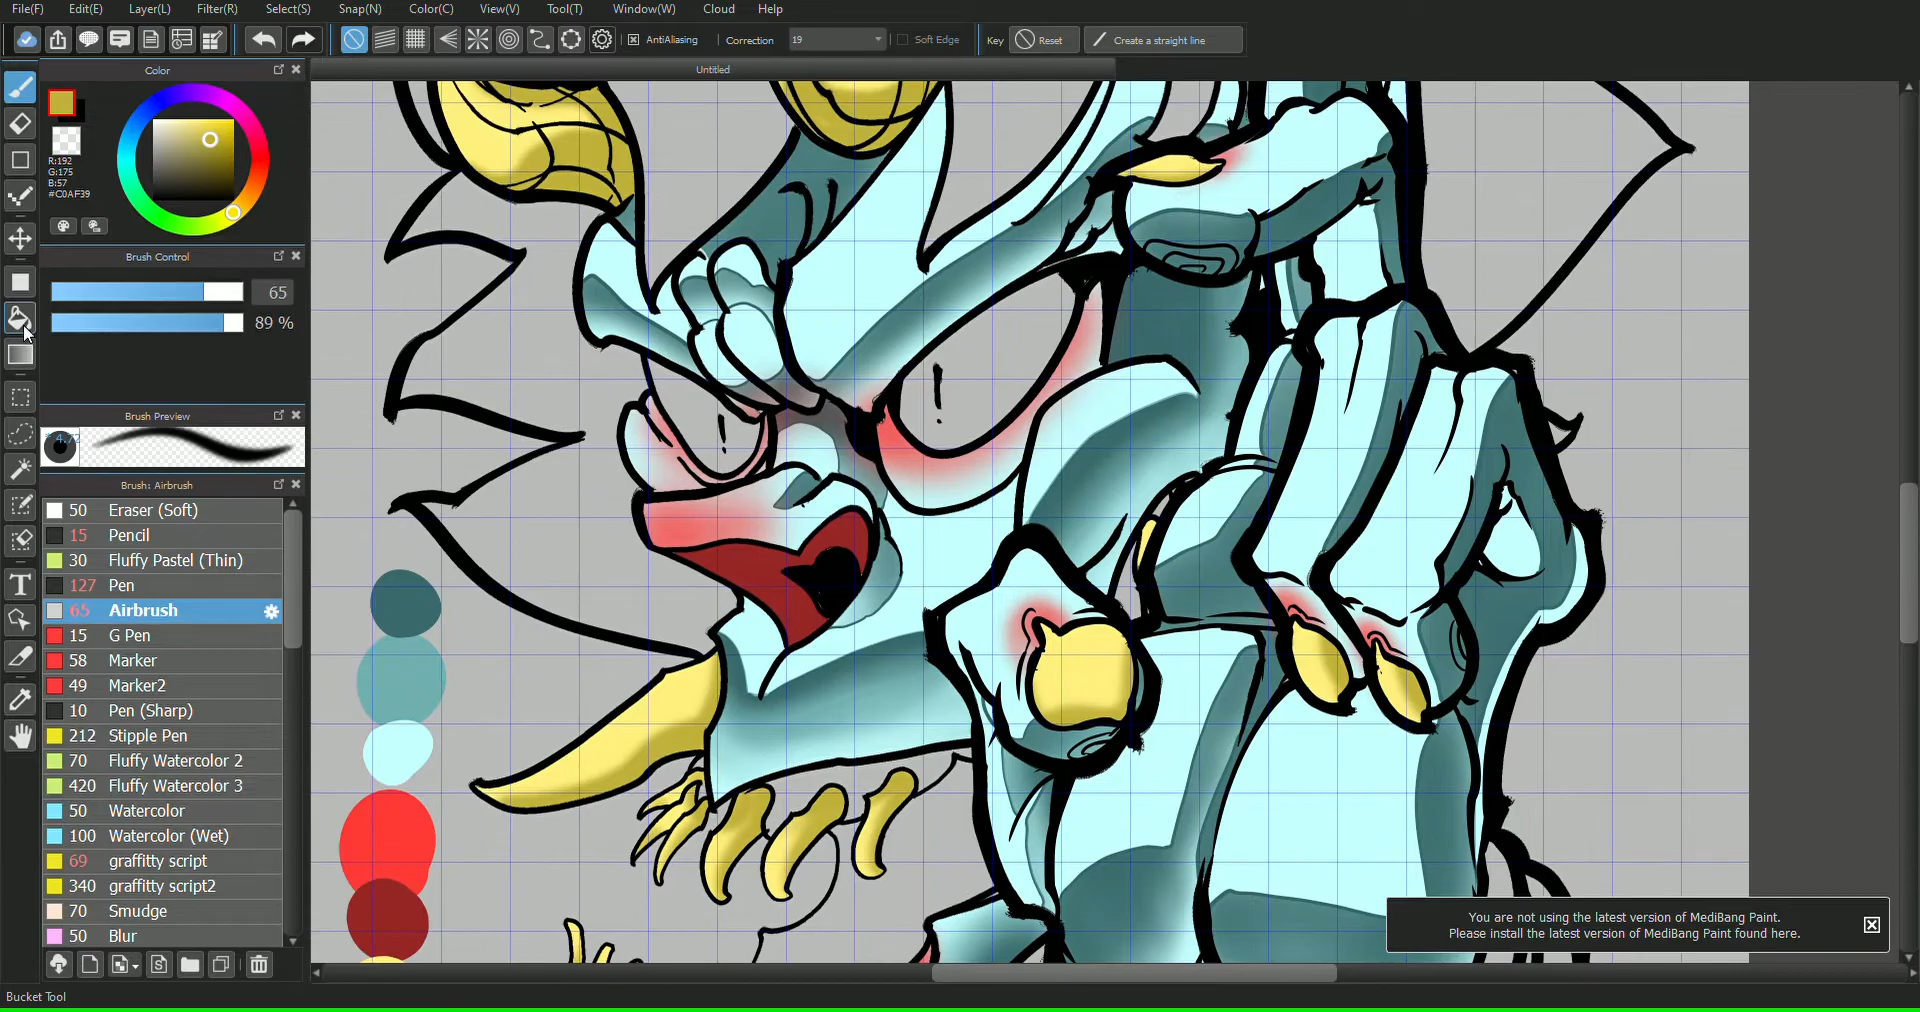 File(F) Edit(E) Layer(L) Filter(R) Select(S) Snap(N) Color(C) View(V) Tool(T) Window(W) Cloud Help
AntiAliasing Correction 19 Soft Edge Key Reset Create a straight line
Color
Untitled
R:192
G:175
B:57
#C0AF39
Brush Control
65
89 %
Brush Preview
* 4.72
Brush: Airbrush
50 Eraser (Soft)
15 Pencil
30 Fluffy Pastel (Thin)
127 Pen
65 Airbrush
15 G Pen
58 Marker
49 Marker2
10 Pen (Sharp)
212 Stipple Pen
70 Fluffy Watercolor 2
420 Fluffy Watercolor 3
50 Watercolor
100 Watercolor (Wet)
69 graffitty script
340 graffitty script2
70 Smudge
50 Blur
You are not using the latest version of MediBang Paint.
Please install the latest version of MediBang Paint found here.
Bucket Tool